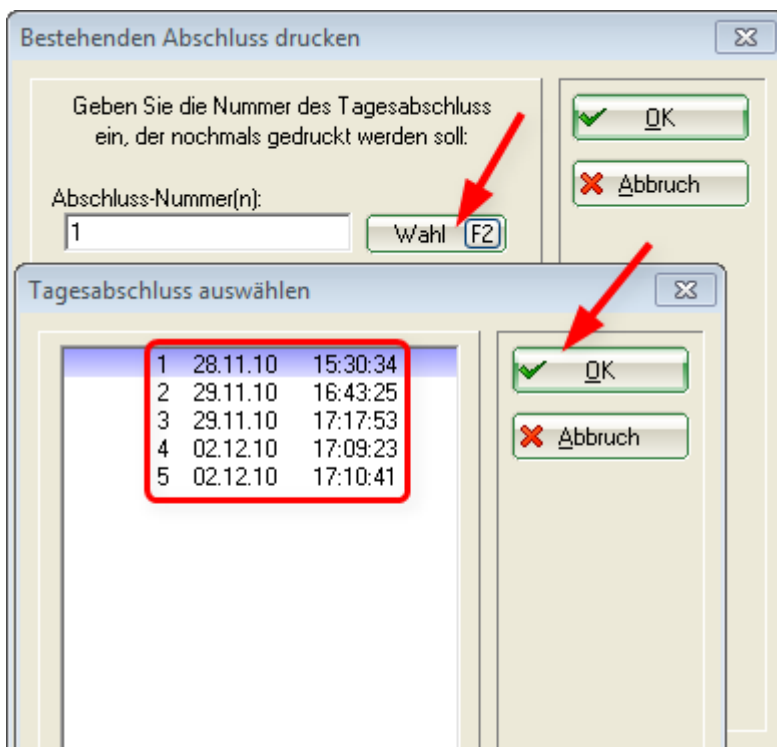 Bestehenden Abschluss drucken
Geben Sie die Nummer des Tagesabschluss
ein, der nochmals gedruckt werden soll:
Abschluss-Nummer(n):
1
Wahl F2
OK
Abbruch
Tagesabschluss auswählen
1 28.11.10 15:30:34
2 29.11.10 16:43:25
3 29.11.10 17:17:53
4 02.12.10 17:09:23
5 02.12.10 17:10:41
OK
Abbruch